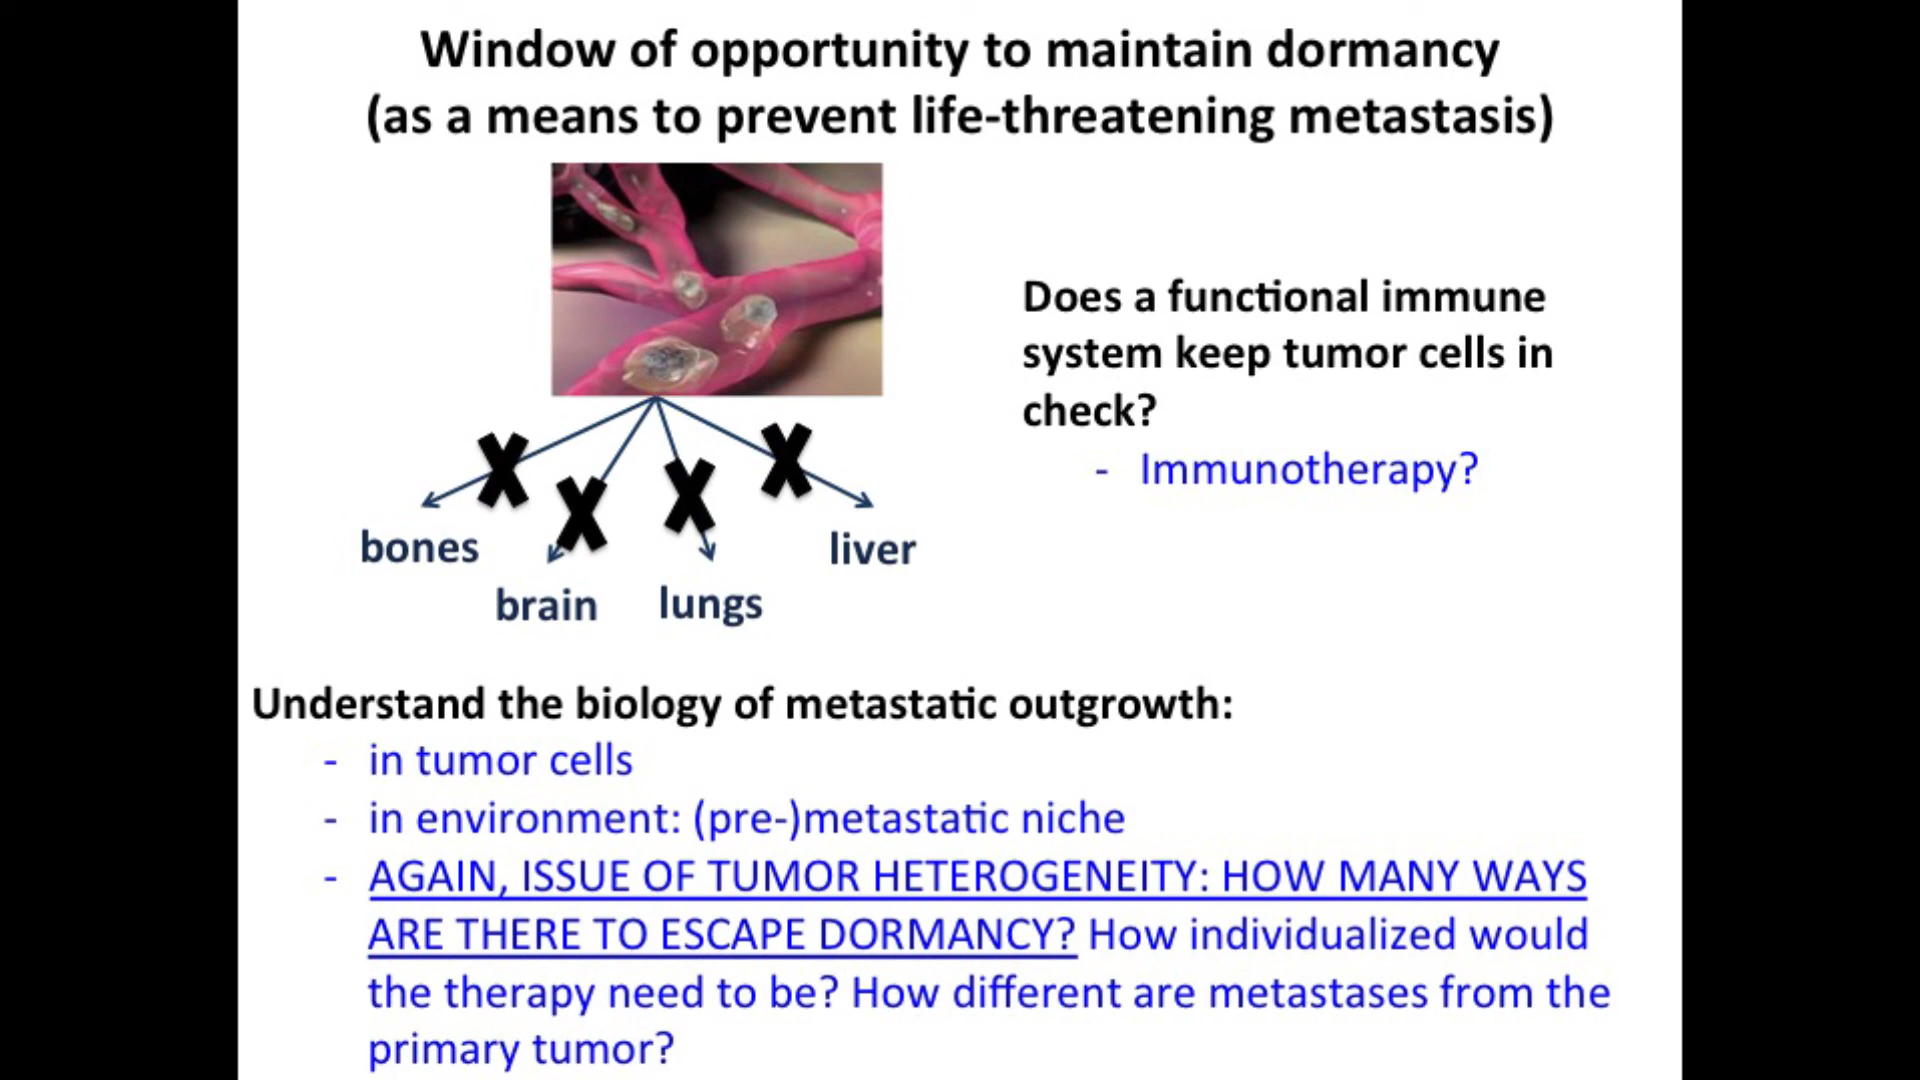 Window of opportunity to maintain dormancy
(as a means to prevent life-threatening metastasis)
Does a functional immune
system keep tumor cells in
check?
- Immunotherapy?
bones
brain
lungs
liver
Understand the biology of metastatic outgrowth:
- in tumor cells
- in environment: (pre-)metastatic niche
- AGAIN, ISSUE OF TUMOR HETEROGENEITY: HOW MANY WAYS
ARE THERE TO ESCAPE DORMANCY? How individualized would
the therapy need to be? How different are metastases from the
primary tumor?